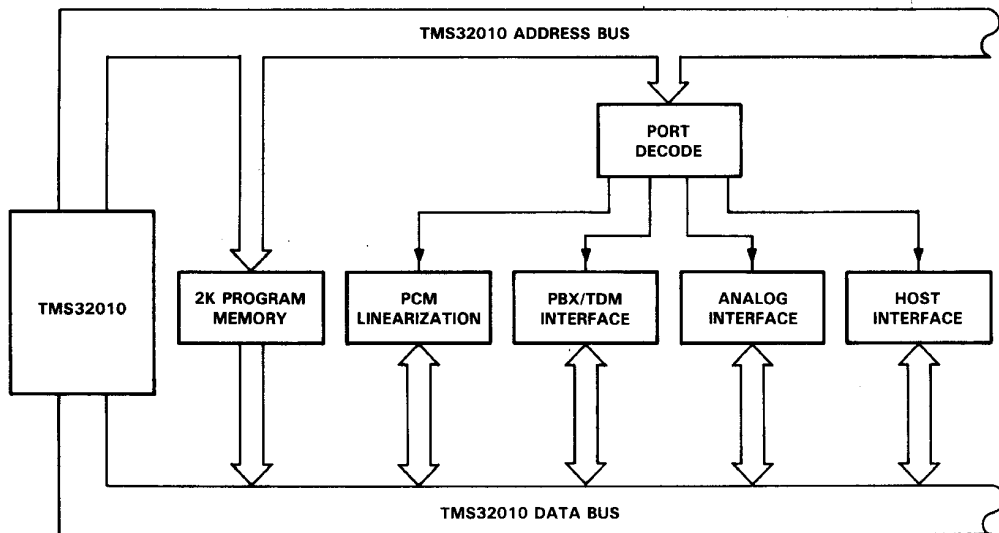 TMS32010 ADDRESS BUS
PORT
DECODE
TMS32010
2K PROGRAM
MEMORY
PCM
LINEARIZATION
PBX/TDM
INTERFACE
ANALOG
INTERFACE
HOST
INTERFACE
TMS32010 DATA BUS